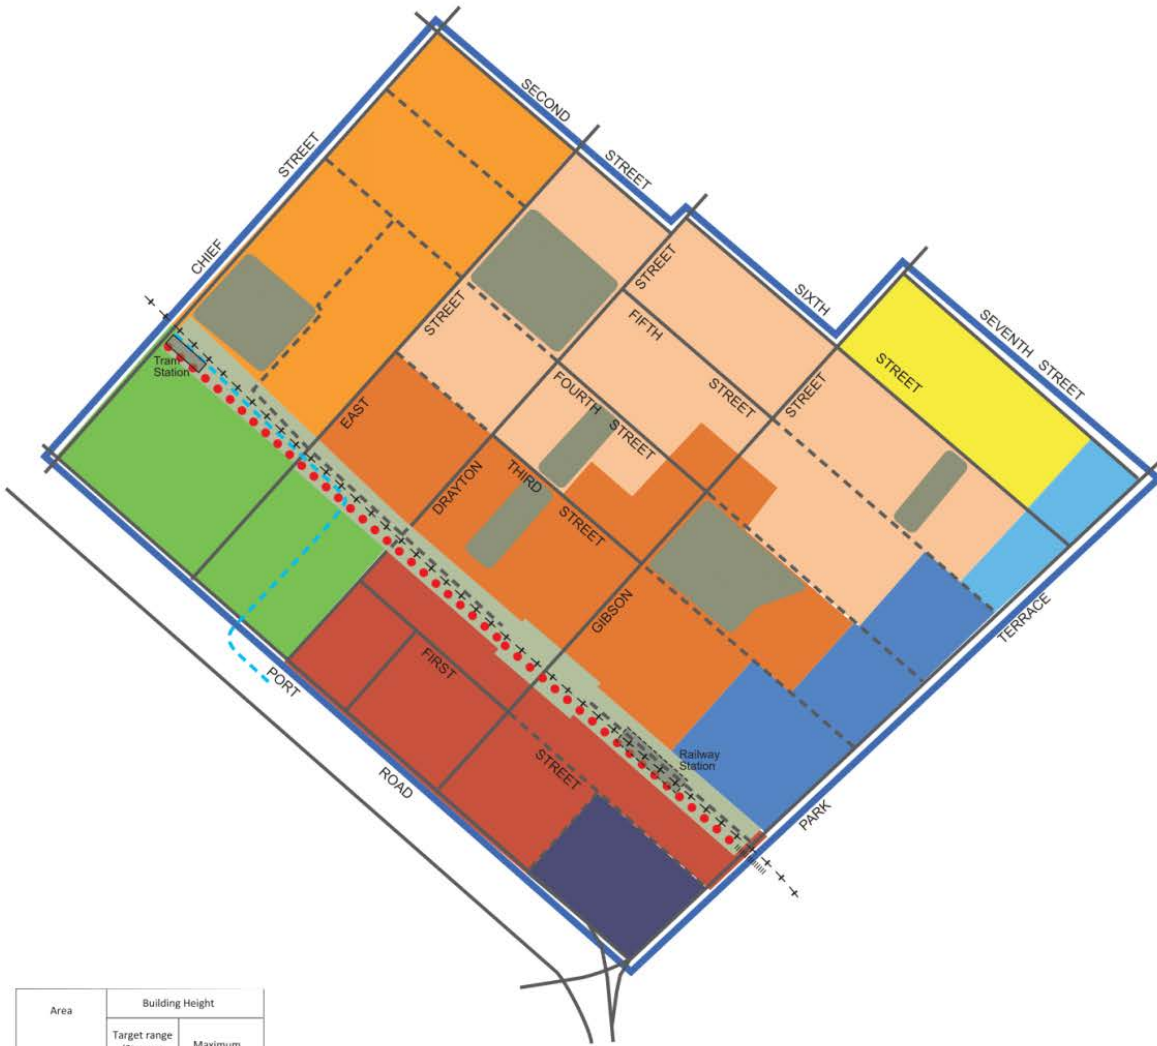 SECOND
STREET
STREET
CHIEF
STREET
SIXTH
SEVENTH STREET
STREET
STREET
FIFTH
STREET
STREET
Tram
Station
FOURTH
STREET
EAST
DRAYTON
THIRD
STREET
GIBSON
TERRACE
FIRST
PORT
STREET
Railway
Station
ROAD
PARK
Area
Building Height
Target range
Maximum